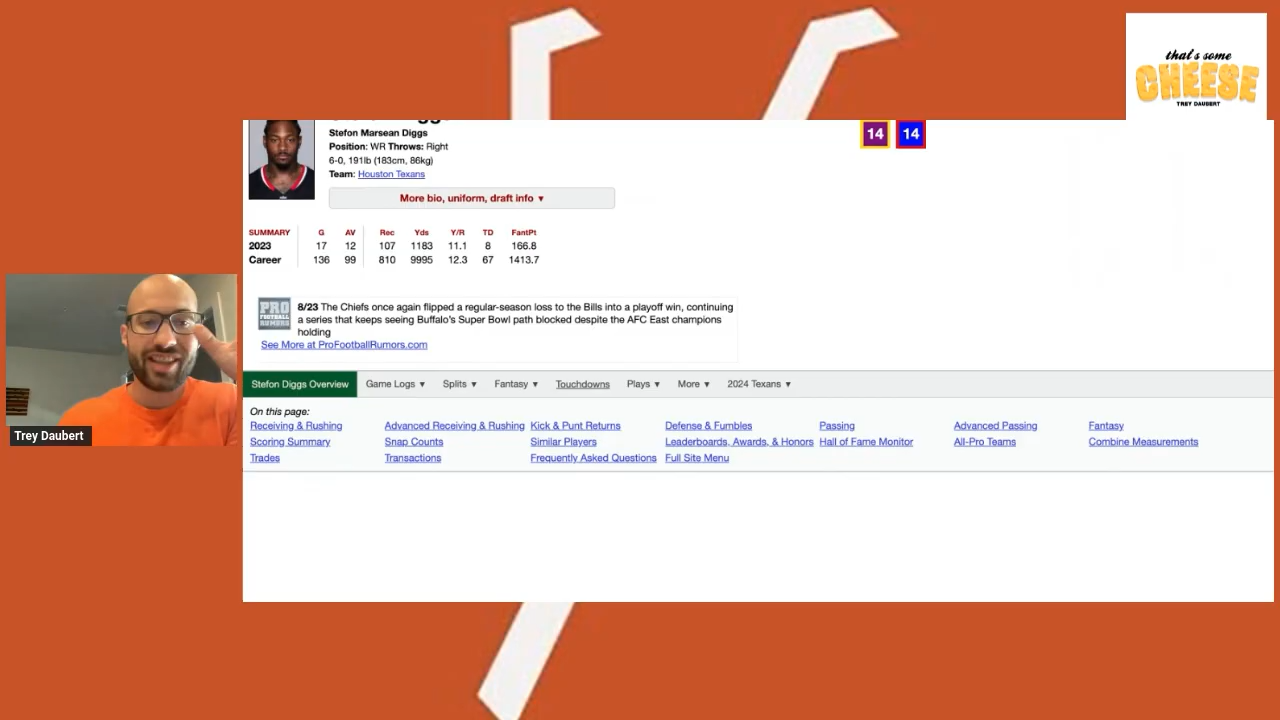 that's some
CHEESE
TREY DAUBERT
Stefon Marsean Diggs
Position: WR Throws: Right
6-0, 191lb (183cm, 86kg)
Team: Houston Texans
More bio, uniform, draft info ▼
14 14
SUMMARY G AV Rec Yds Y/R TD FantPt
2023 17 12 107 1183 11.1 8 166.8
Career 136 99 810 9995 12.3 67 1413.7
PRO FOOTBALL RUMORS
8/23 The Chiefs once again flipped a regular-season loss to the Bills into a playoff win, continuing
a series that keeps seeing Buffalo's Super Bowl path blocked despite the AFC East champions
holding
See More at ProFootballRumors.com
Stefon Diggs Overview Game Logs ▼ Splits ▼ Fantasy ▼ Touchdowns Plays ▼ More ▼ 2024 Texans ▼
On this page:
Receiving & Rushing Advanced Receiving & Rushing Kick & Punt Returns Defense & Fumbles Passing Advanced Passing Fantasy
Scoring Summary Snap Counts Similar Players Leaderboards, Awards, & Honors Hall of Fame Monitor All-Pro Teams Combine Measurements
Trades Transactions Frequently Asked Questions Full Site Menu
Trey Daubert